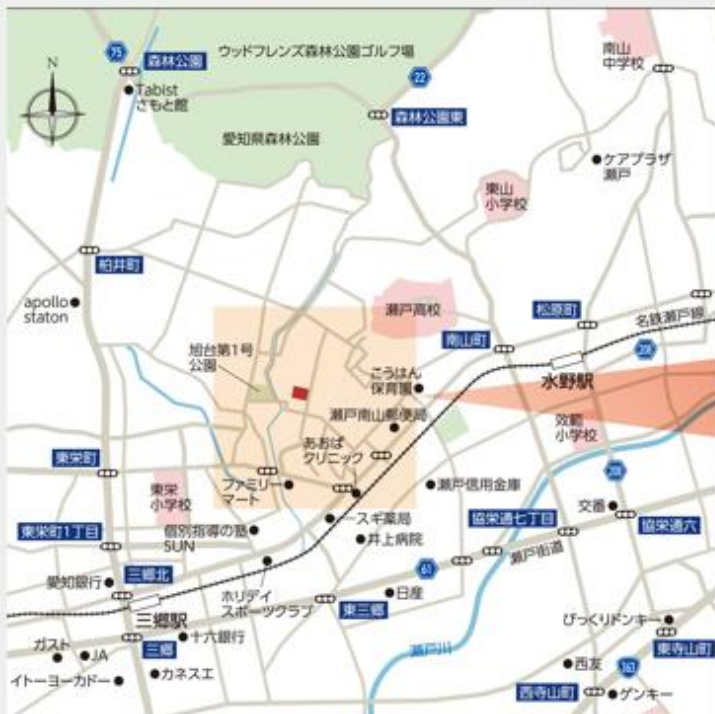 75
森林公園
ウッドフレンズ森林公園ゴルフ場
22
南山
中学校
N
Tabist
さもと館
森林公園東
愛知県森林公園
ケアプラザ
瀬戸
東山
小学校
柏井町
apollo
staton
瀬戸高校
松原町
名鉄瀬戸線
南山町
208
旭台第1号
公園
こうはん
保育園
水野駅
瀬戸南山郵便局
効範
小学校
あおば
クリニック
東栄町
ファミリー
マート
東栄
小学校
瀬戸信用金庫
208
交番
協栄通七丁目
協栄通六
東栄町1丁目
個別指導の塾
SUN
スギ薬局
井上病院
瀬戸街道
愛知銀行
三郷北
61
ホリデイ
スポーツクラブ
日産
東三郷
三郷駅
びっくりドンキー
ガスト
JA
三郷
十六銀行
瀬戸川
東寺山町
イトーヨーカドー
カネスエ
西友
363
西寺山町
ゲンキー